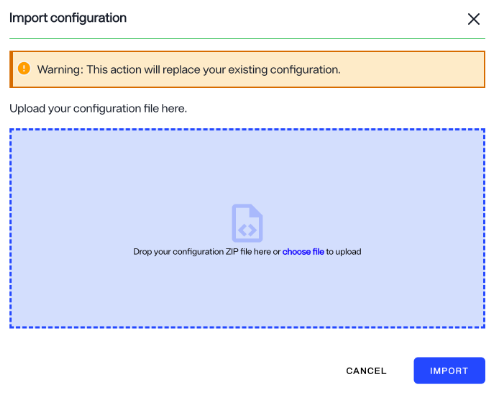 Import configuration
Warning: This action will replace your existing configuration.
Upload your configuration file here.
Drop your configuration ZIP file here or choose file to upload
CANCEL
IMPORT